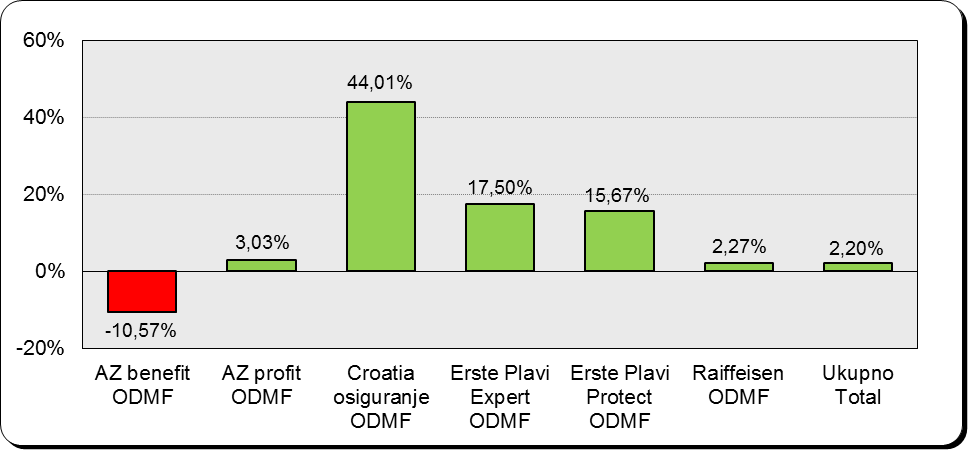 60%
40%
20%
0%
-20%
-10,57%
3,03%
44,01%
17,50%
15,67%
2,27%
2,20%
AZ benefit
ODMF
AZ profit
ODMF
Croatia
osiguranje
ODMF
Erste Plavi
Expert
ODMF
Erste Plavi
Protect
ODMF
Raiffeisen
ODMF
Ukupno
Total